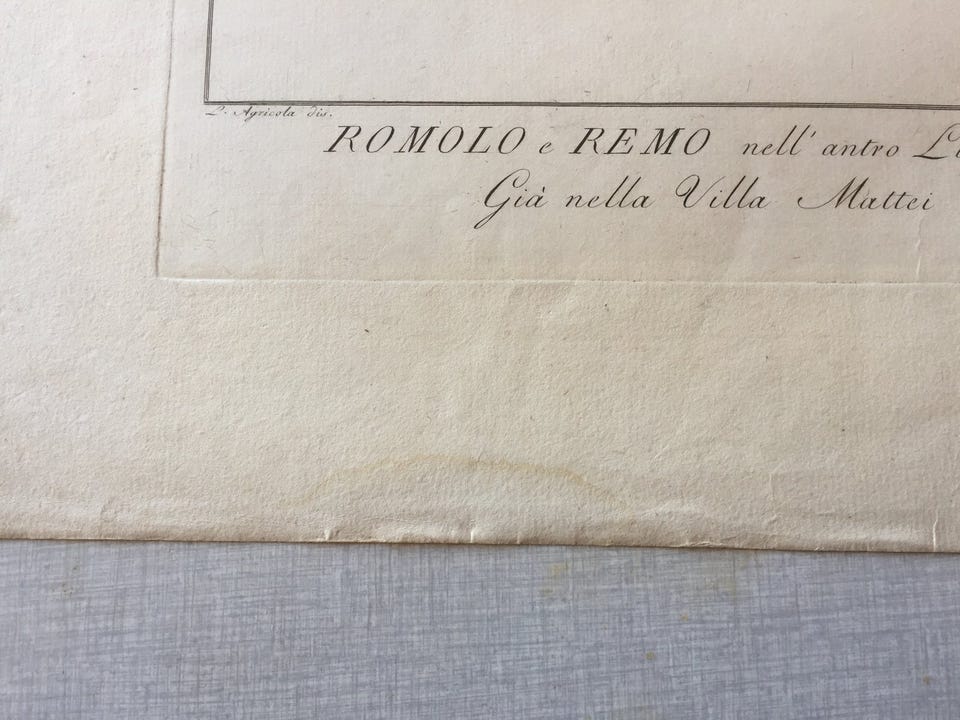 L. Agricola dis.
ROMOLO e REMO nell' antro
Già nella Villa Mattei